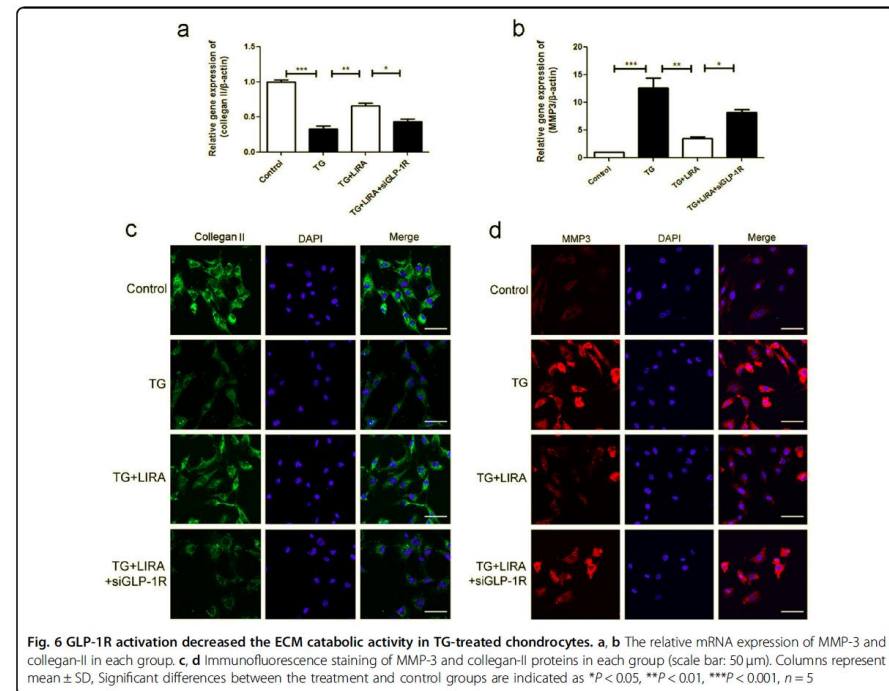 a
b
Relative gene expression of
(collegan II/β-actin)
1.5
1.0
0.5
0.0
***
**
*
Control
TG
TG+LIRA
TG+LIRA+siGLP-1R
Relative gene expression of
(MMP3/β-actin)
20
15
10
5
0
***
**
*
Control
TG
TG+LIRA
TG+LIRA+siGLP-1R
c
Collegan II
DAPI
Merge
Control
TG
TG+LIRA
TG+LIRA
+siGLP-1R
d
MMP3
DAPI
Merge
Control
TG
TG+LIRA
TG+LIRA
+siGLP-1R
Fig. 6 GLP-1R activation decreased the ECM catabolic activity in TG-treated chondrocytes. a, b The relative mRNA expression of MMP-3 and
collegan-II in each group. c, d Immunofluorescence staining of MMP-3 and collegan-II proteins in each group (scale bar: 50 μm). Columns represent
mean ± SD, Significant differences between the treatment and control groups are indicated as *P < 0.05, **P < 0.01, ***P < 0.001, n = 5